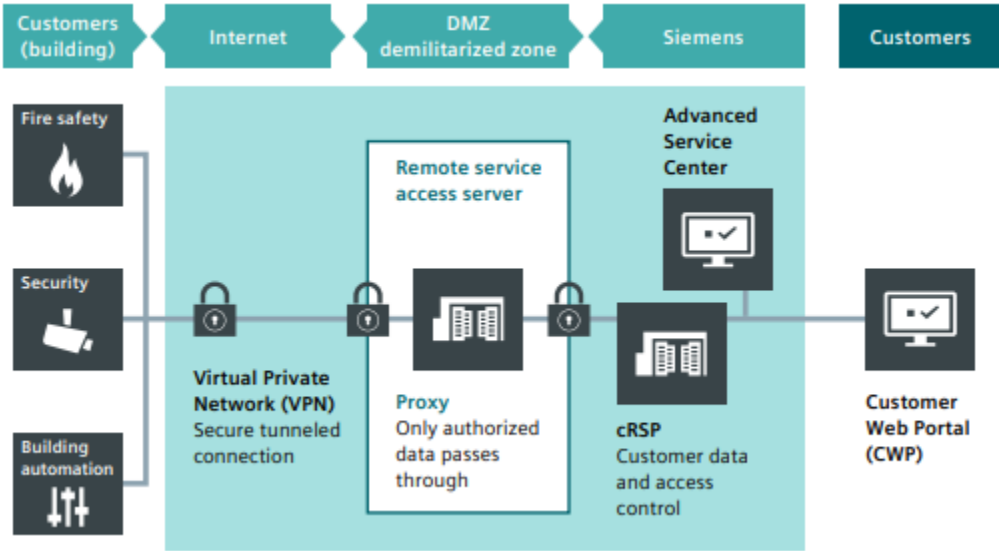 Customers
(building)
Internet
DMZ
demilitarized zone
Siemens
Customers
Fire safety
Security
Building
automation
Virtual Private
Network (VPN)
Secure tunneled
connection
Remote service
access server
Proxy
Only authorized
data passes
through
Advanced
Service
Center
cRSP
Customer data
and access
control
Customer
Web Portal
(CWP)